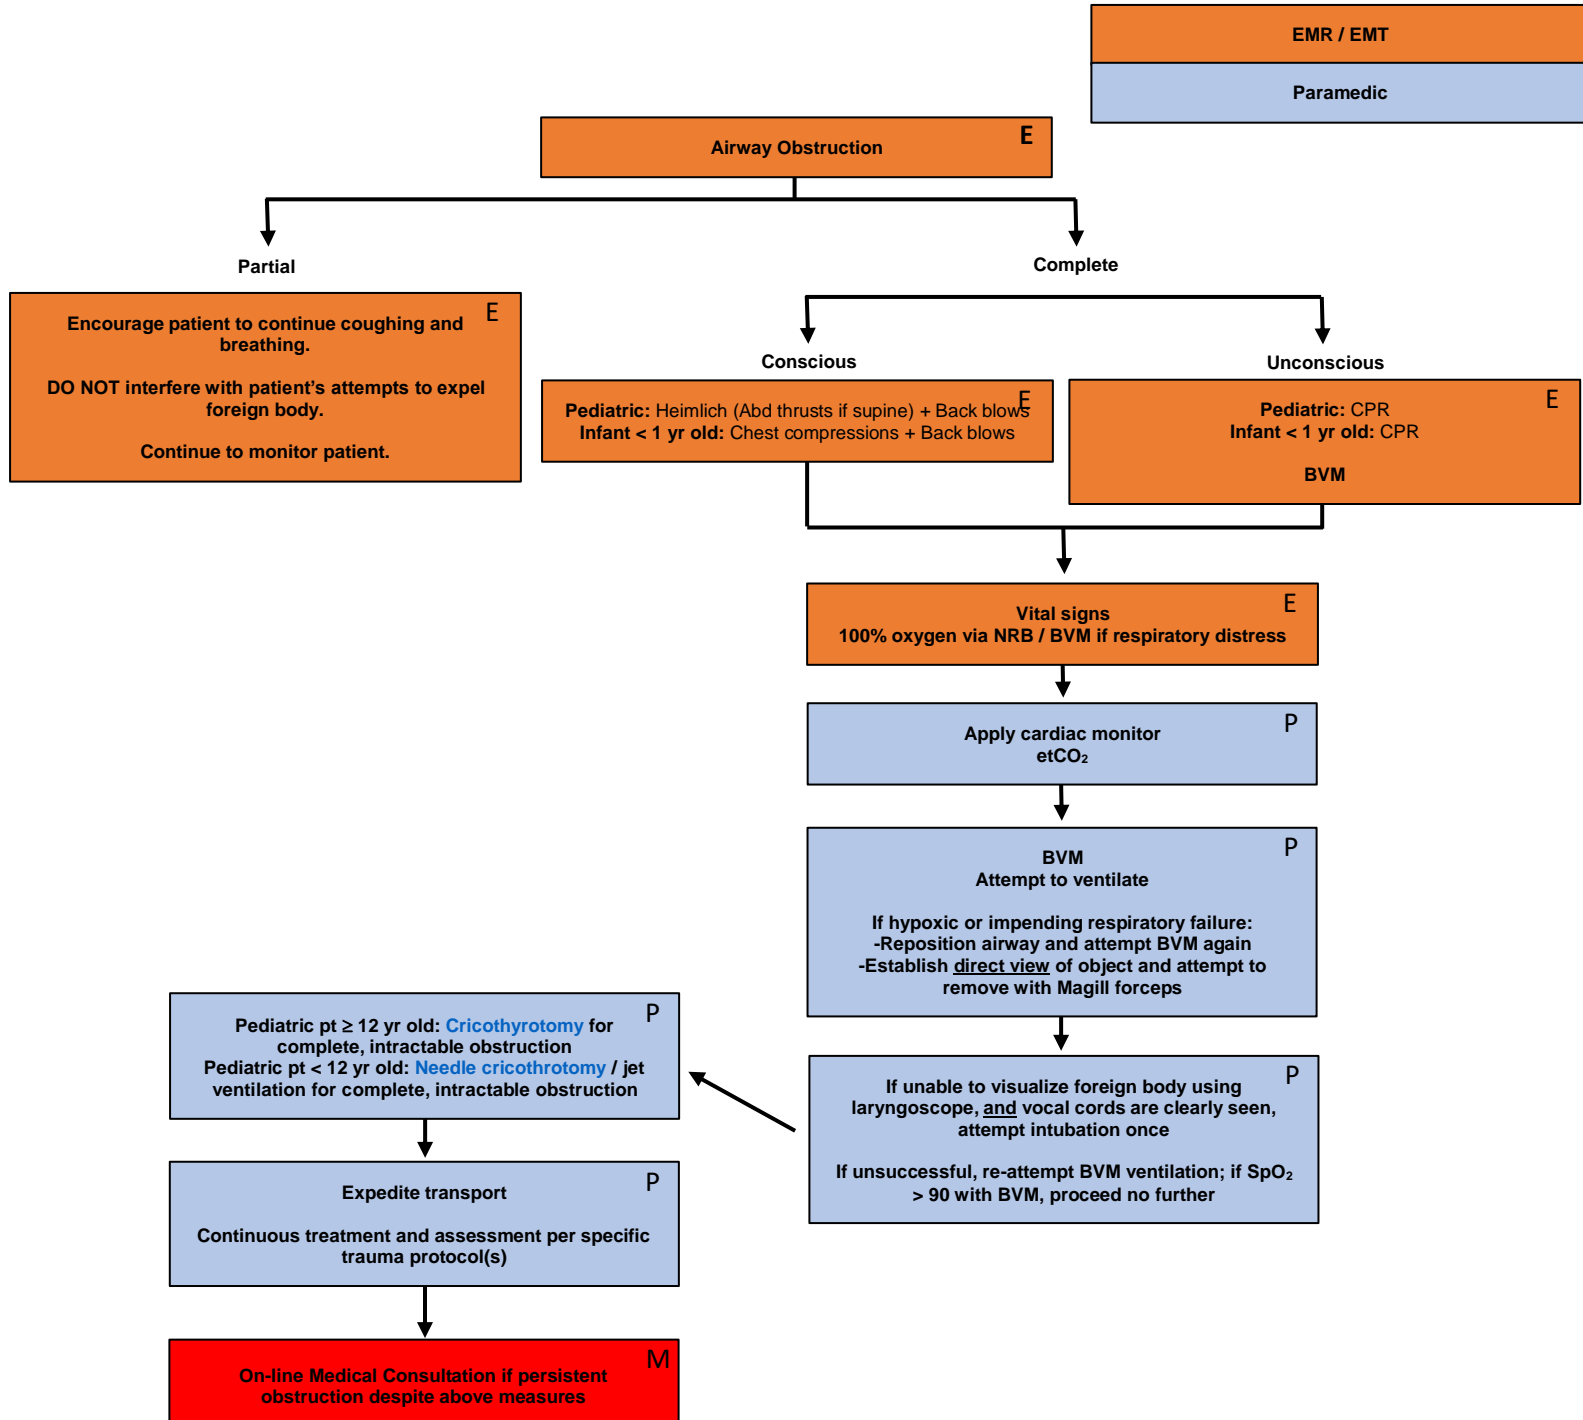 EMR / EMT
Paramedic
Airway Obstruction
E
Partial
Complete
Encourage patient to continue coughing and
breathing.
DO NOT interfere with patient’s attempts to expel
foreign body.
Continue to monitor patient.
E
Conscious
Unconscious
Pediatric: Heimlich (Abd thrusts if supine) + Back blows
Infant < 1 yr old: Chest compressions + Back blows
E
Pediatric: CPR
Infant < 1 yr old: CPR
BVM
E
Vital signs
100% oxygen via NRB / BVM if respiratory distress
E
Apply cardiac monitor
etCO₂
P
BVM
Attempt to ventilate
If hypoxic or impending respiratory failure:
-Reposition airway and attempt BVM again
-Establish direct view of object and attempt to
remove with Magill forceps
P
If unable to visualize foreign body using
laryngoscope, and vocal cords are clearly seen,
attempt intubation once
If unsuccessful, re-attempt BVM ventilation; if SpO₂
> 90 with BVM, proceed no further
P
Pediatric pt ≥ 12 yr old: Cricothyrotomy for
complete, intractable obstruction
Pediatric pt < 12 yr old: Needle cricothrotomy / jet
ventilation for complete, intractable obstruction
P
Expedite transport
Continuous treatment and assessment per specific
trauma protocol(s)
P
On-line Medical Consultation if persistent
obstruction despite above measures
M